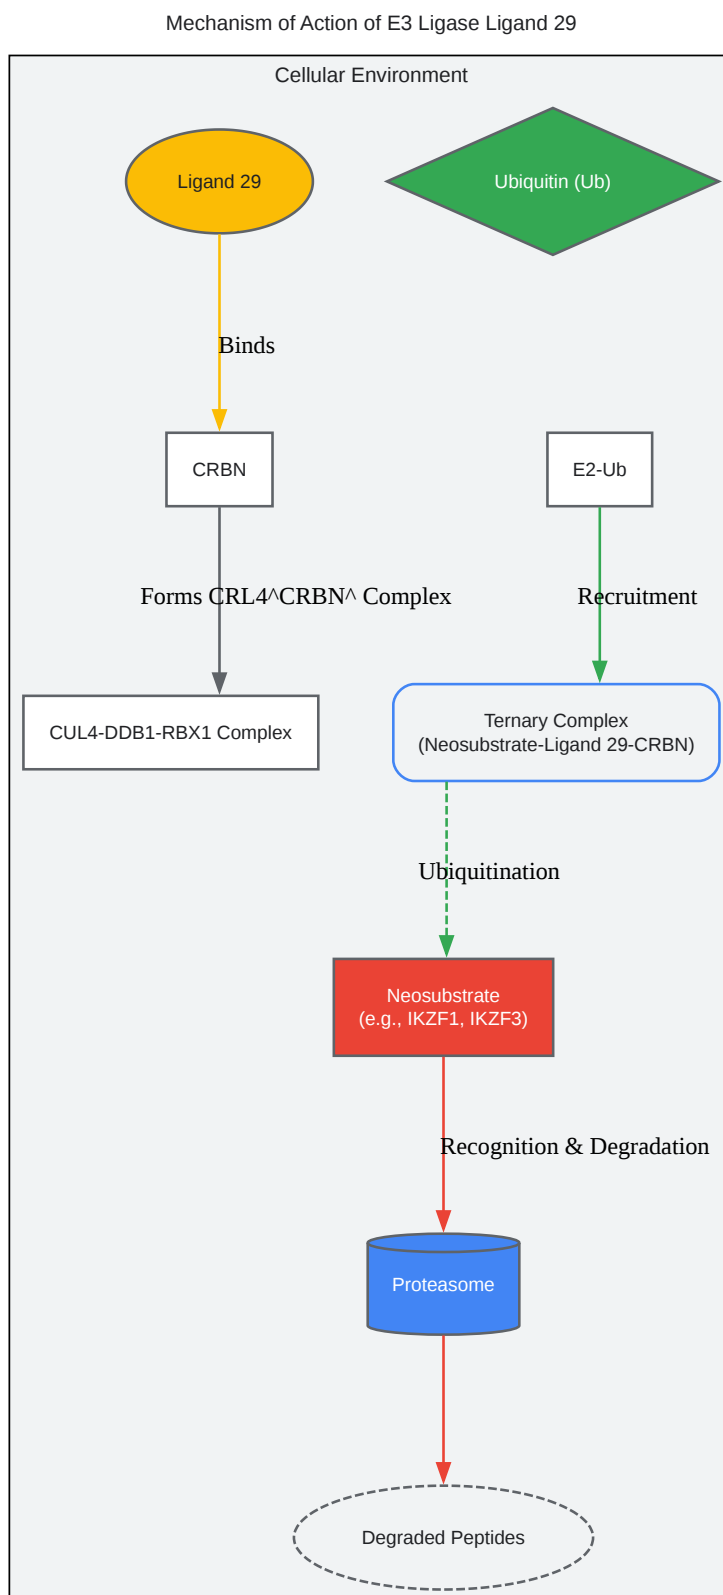 Mechanism of Action of E3 Ligase Ligand 29
Cellular Environment
Ligand 29
Ubiquitin (Ub)
Binds
CRBN
E2-Ub
Forms CRL4^CRBN^ Complex
Recruitment
CUL4-DDB1-RBX1 Complex
Ternary Complex
(Neosubstrate-Ligand 29-CRBN)
Ubiquitination
Neosubstrate
(e.g., IKZF1, IKZF3)
Recognition & Degradation
Proteasome
Degraded Peptides